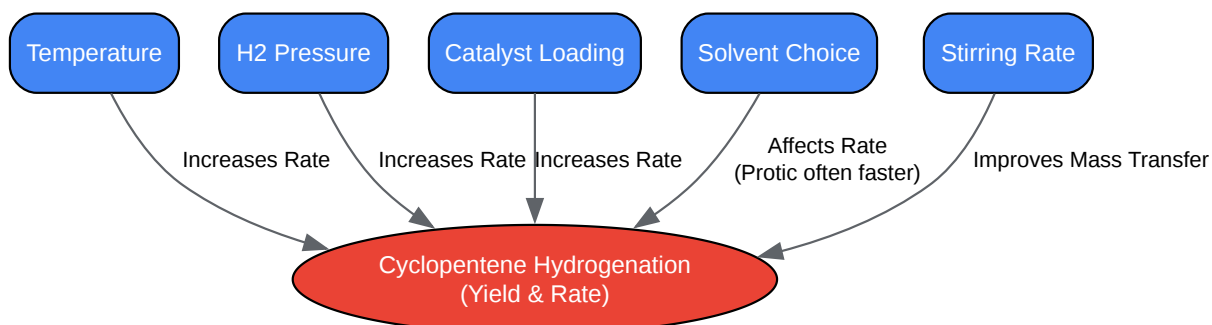 Temperature
H2 Pressure
Catalyst Loading
Solvent Choice
Stirring Rate
Increases Rate
Increases Rate
Increases Rate
Affects Rate
(Protic often faster)
Improves Mass Transfer
Cyclopentene Hydrogenation
(Yield & Rate)